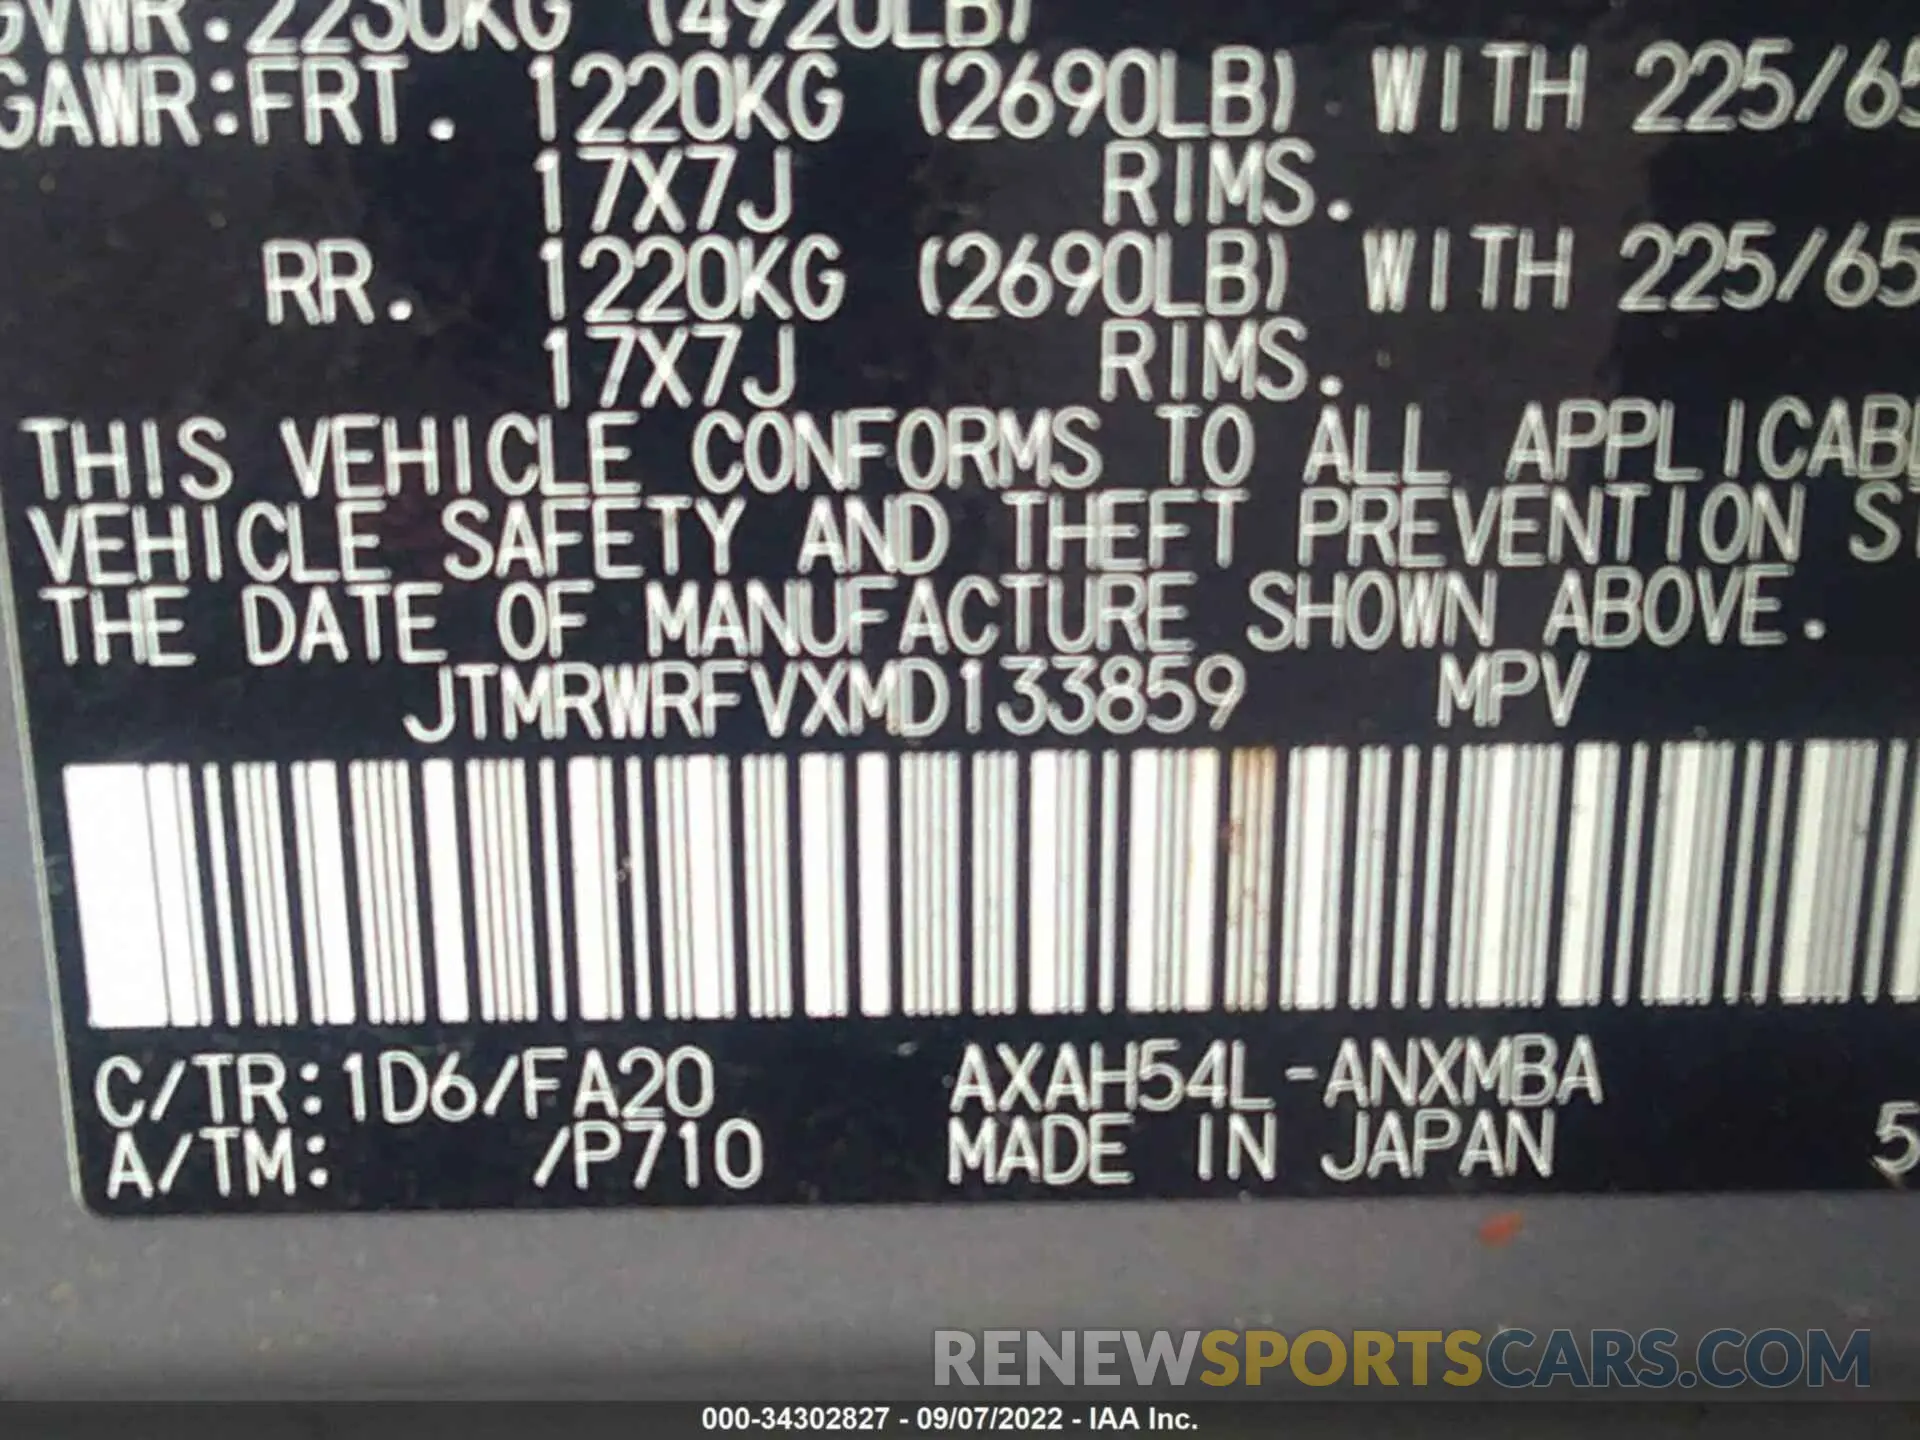 GVWR:2230KG (4920LB)
GAWR:FRT. 1220KG (2690LB) WITH 225/65
17X7J RIMS.
RR. 1220KG (2690LB) WITH 225/65
17X7J RIMS.
THIS VEHICLE CONFORMS TO ALL APPLICABL
VEHICLE SAFETY AND THEFT PREVENTION ST
THE DATE OF MANUFACTURE SHOWN ABOVE.
JTMRWRFVXMD133859 MPV
C/TR:1D6/FA20 AXAH54L-ANXMBA
A/TM: /P710 MADE IN JAPAN 5
RENEWSPORTSCARS.COM
000-34302827 - 09/07/2022 - IAA Inc.